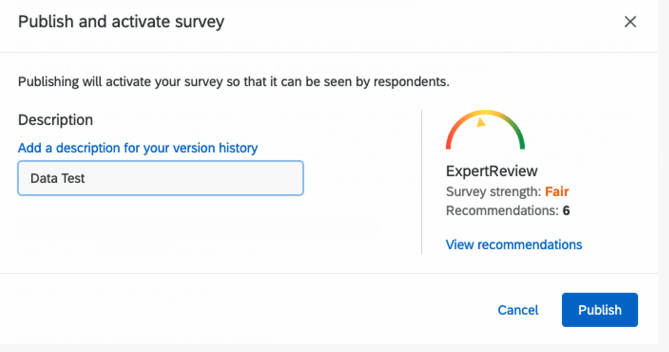 Publish and activate survey
Publishing will activate your survey so that it can be seen by respondents.
Description
Add a description for your version history
Data Test
ExpertReview
Survey strength: Fair
Recommendations: 6
View recommendations
Cancel
Publish